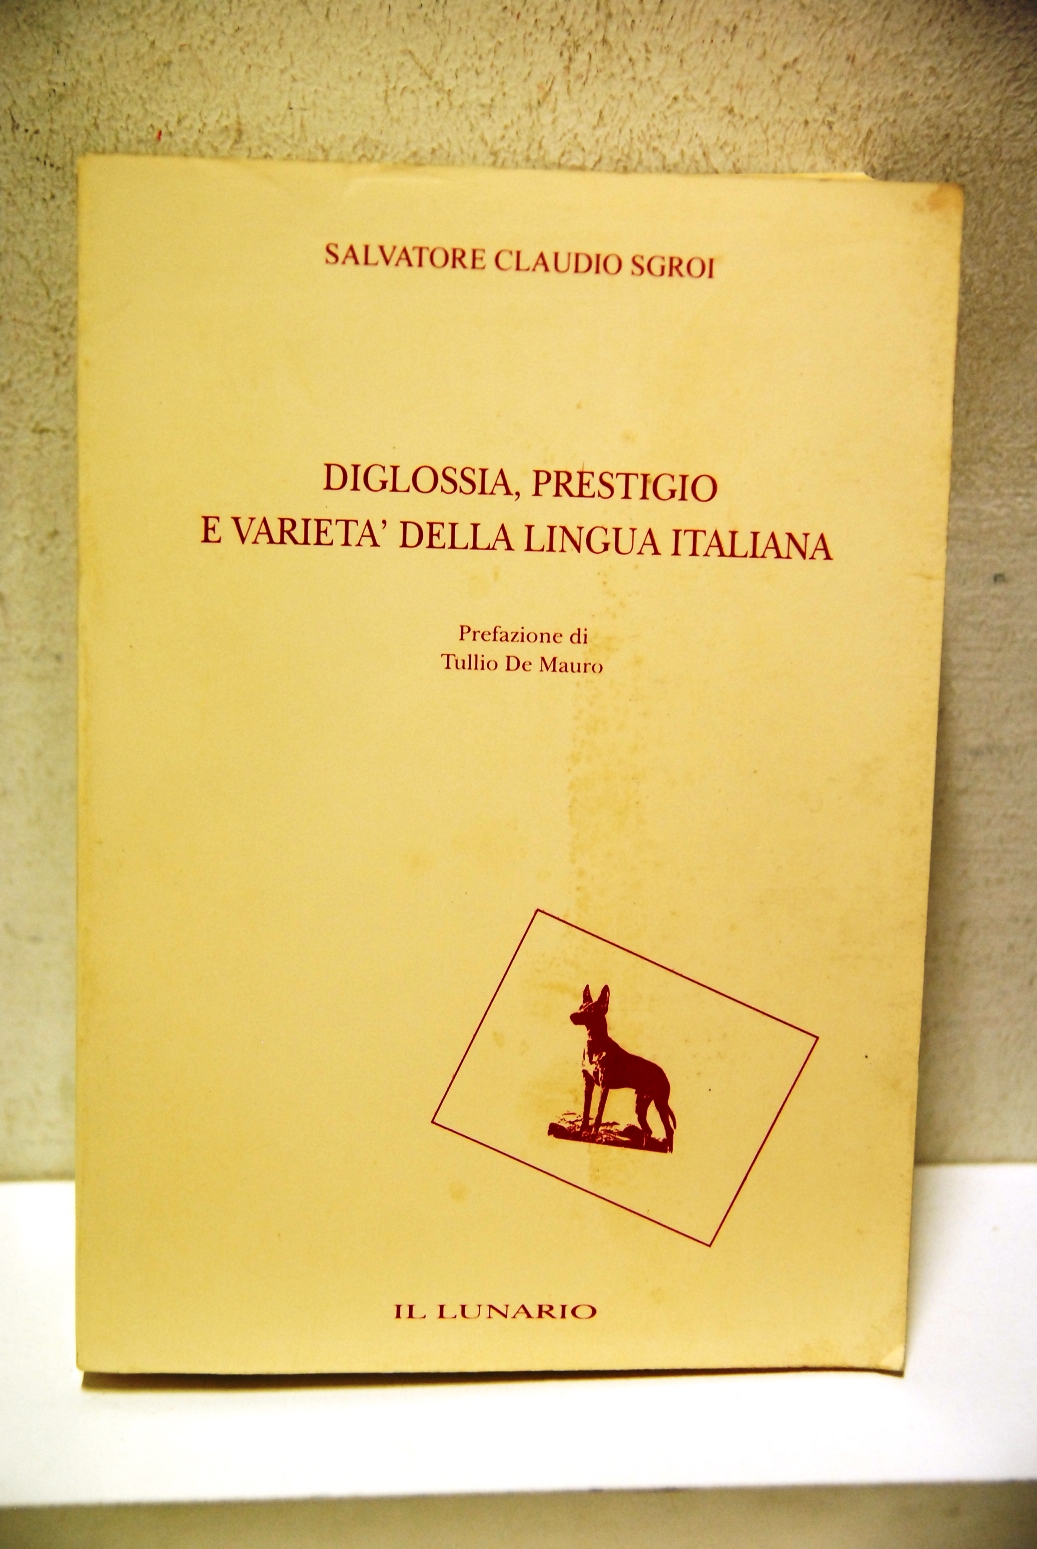 SALVATORE CLAUDIO SGROI
DIGLOSSIA, PRESTIGIO
E VARIETA' DELLA LINGUA ITALIANA
Prefazione di
Tullio De Mauro
IL LUNARIO